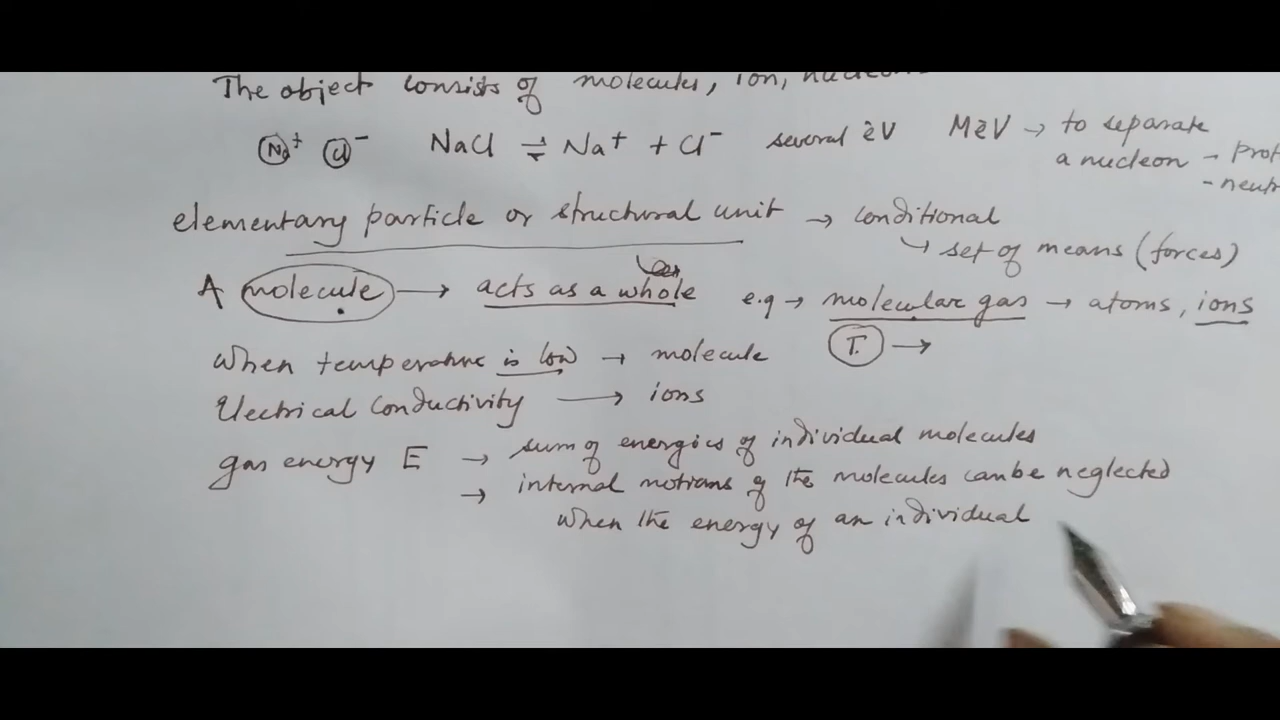 The object consists of molecules, ion,
Na+ Cl- NaCl ⇌ Na+ + Cl- several eV MeV → to separate
a nucleon -
-
elementary particle or structural unit → conditional
↳ set of means (forces)
A molecule → acts as a whole e.g → molecular gas → atoms, ions
T. →
When temperature is low → molecule
Electrical Conductivity → ions
gas energy E → sum of energies of individual molecules
→ internal motions of the molecules can be neglected
When the energy of an individual